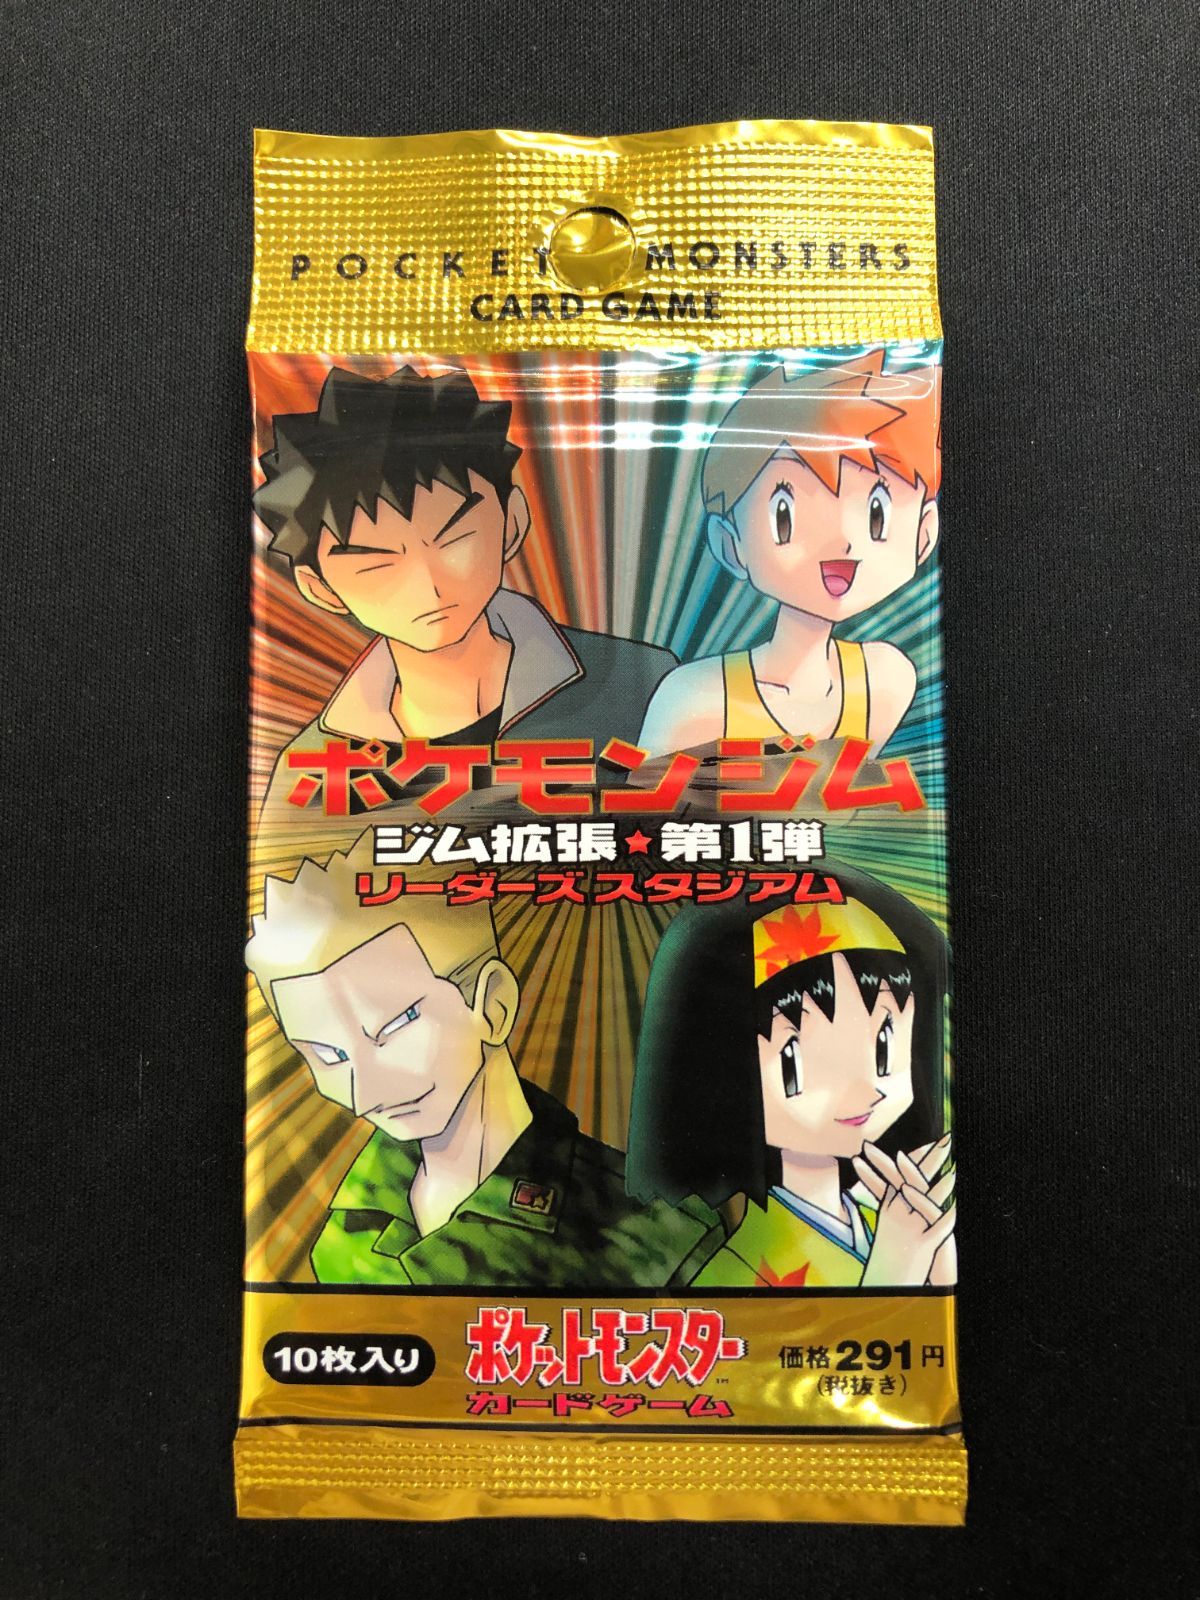 POCKET MONSTERS
CARD GAME
ポケモンジム
ジム拡張★第1弾
リーダーズスタジアム
10枚入り
ポケットモンスター™
カードゲーム
価格291円
(税抜き)